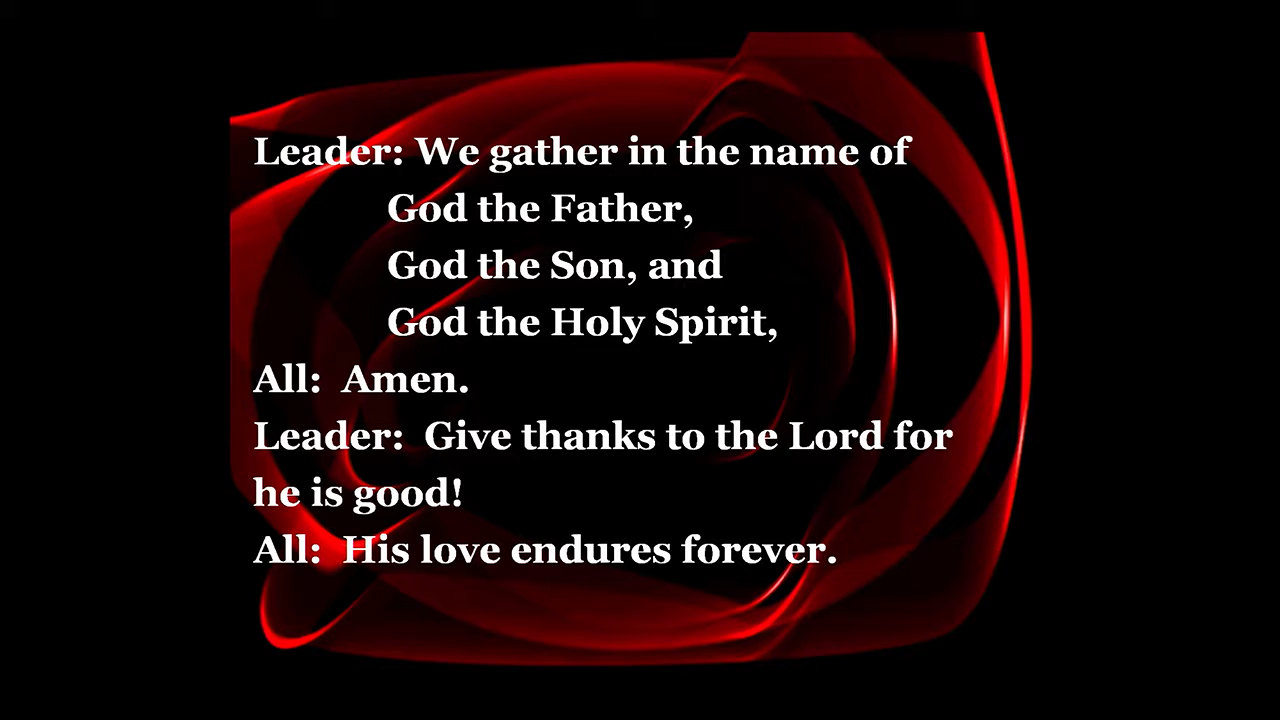 Leader: We gather in the name of
God the Father,
God the Son, and
God the Holy Spirit,
All: Amen.
Leader: Give thanks to the Lord for
he is good!
All: His love endures forever.